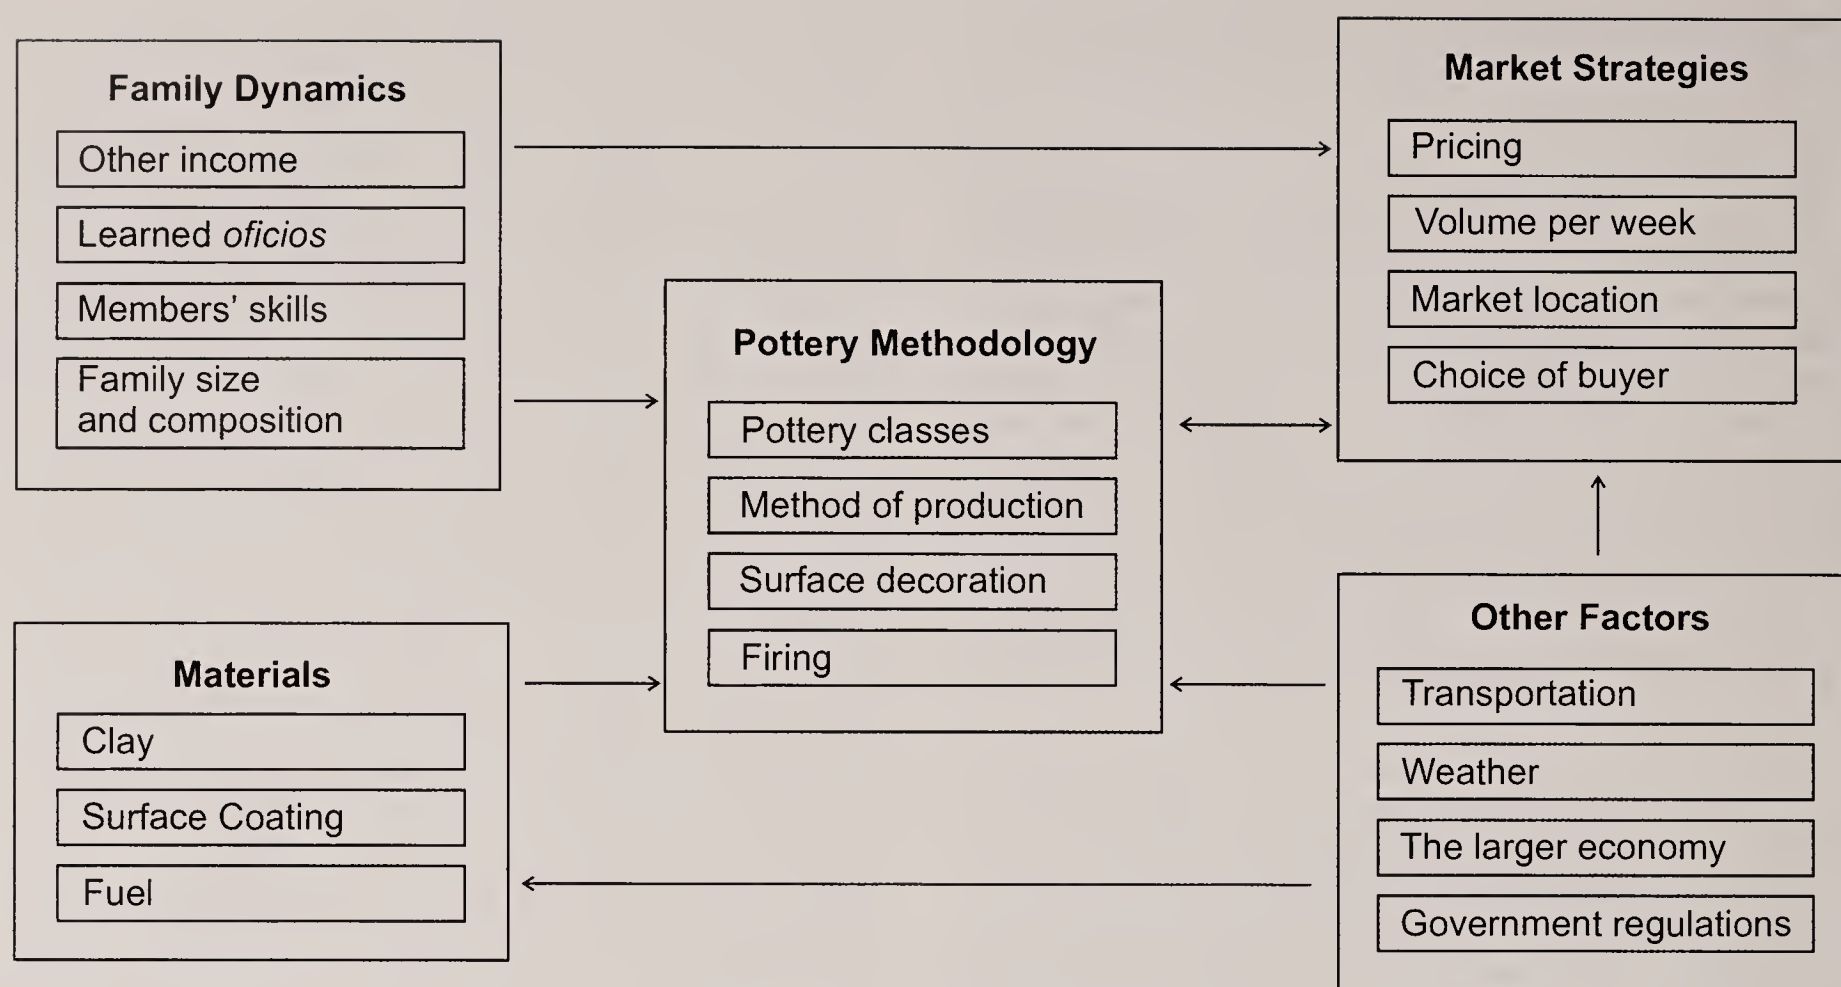 Family Dynamics
Other income
Learned oficios
Members' skills
Family size
and composition
Market Strategies
Pricing
Volume per week
Market location
Choice of buyer
Pottery Methodology
Pottery classes
Method of production
Surface decoration
Firing
Materials
Clay
Surface Coating
Fuel
Other Factors
Transportation
Weather
The larger economy
Government regulations